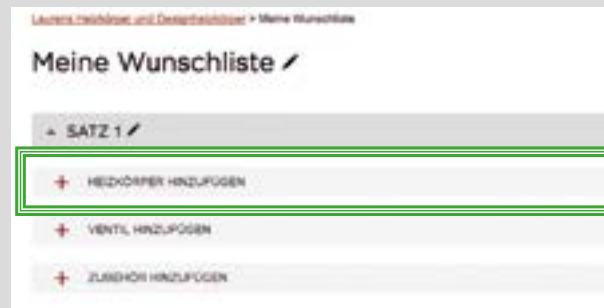 Laurens Heizkörper und Designheizkörper > Meine Wunschliste
Meine Wunschliste
SATZ 1
HEIZKÖRPER HINZUFÜGEN
VENTIL HINZUFÜGEN
ZUBEHÖR HINZUFÜGEN